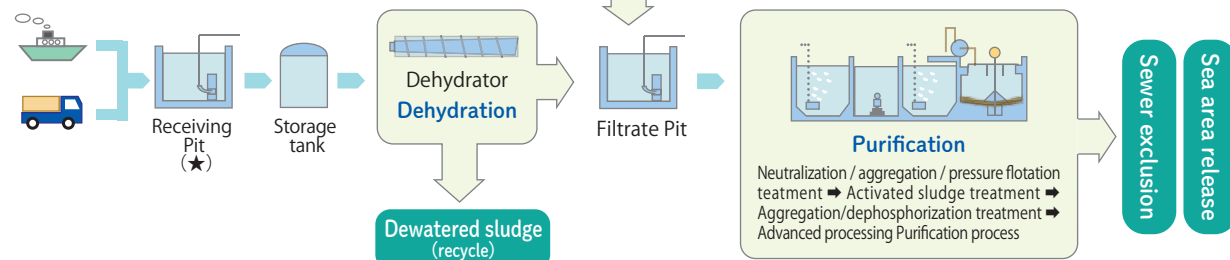 Receiving
Pit
(★)
Storage
tank
Dehydrator
Dehydration
Dewatered sludge
(recycle)
Filtrate Pit
Purification
Neutralization / aggregation / pressure flotation
teatment ➡ Activated sludge treatment ➡
Aggregation/dephosphorization treatment ➡
Advanced processing Purification process
Sewer exclusion
Sea area release